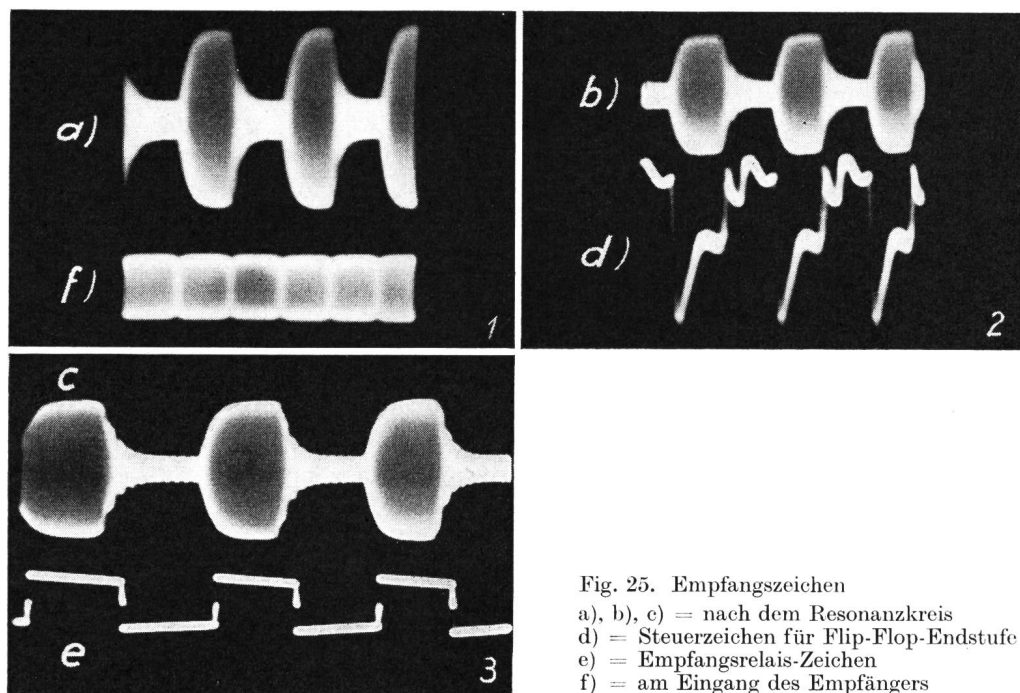 a)
f)
1
b)
d)
2
c
e
3
Fig. 25. Empfangszeichen
a), b), c) = nach dem Resonanzkreis
d) = Steuerzeichen für Flip-Flop-Endstufe
e) = Empfangsrelais-Zeichen
f) = am Eingang des Empfängers